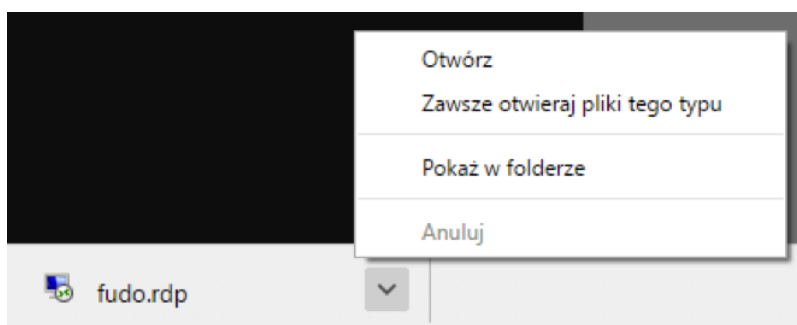 Otwórz
Zawsze otwieraj pliki tego typu
Pokaż w folderze
Anuluj
fudo.rdp